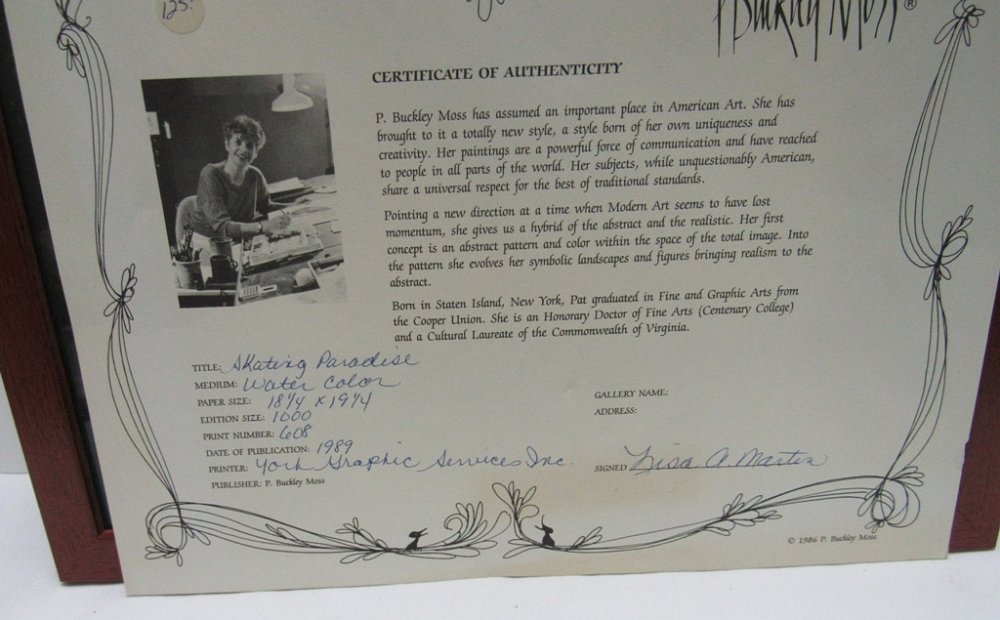 125.
P Buckley Moss ®
CERTIFICATE OF AUTHENTICITY
P. Buckley Moss has assumed an important place in American Art. She has
brought to it a totally new style, a style born of her own uniqueness and
creativity. Her paintings are a powerful force of communication and have reached
to people in all parts of the world. Her subjects, while unquestionably American,
share a universal respect for the best of traditional standards.
Pointing a new direction at a time when Modern Art seems to have lost
momentum, she gives us a hybrid of the abstract and the realistic. Her first
concept is an abstract pattern and color within the space of the total image. Into
the pattern she evolves her symbolic landscapes and figures bringing realism to the
abstract.
Born in Staten Island, New York, Pat graduated in Fine and Graphic Arts from
the Cooper Union. She is an Honorary Doctor of Fine Arts (Centenary College)
and a Cultural Laureate of the Commonwealth of Virginia.
TITLE: Skating Paradise
MEDIUM: Water Color
PAPER SIZE: 18 1/4 x 19 1/4
EDITION SIZE: 1000
PRINT NUMBER: 608
DATE OF PUBLICATION: 1989
PRINTER: York Graphic Services Inc.
PUBLISHER: P. Buckley Moss
GALLERY NAME:
ADDRESS:
SIGNED Lisa A. Martin
© 1986 P. Buckley Moss